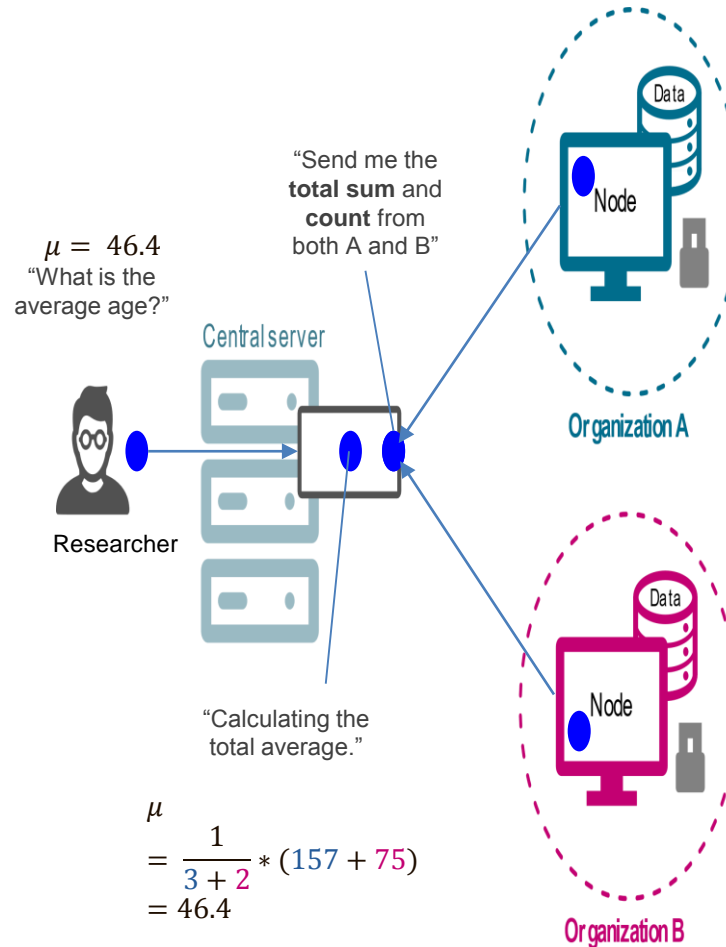 Data
Node
Organization A
“Send me the
total sum and
count from
both A and B”
μ = 46.4
“What is the
average age?”
Central server
Researcher
Data
Node
Organization B
“Calculating the
total average.”
μ
= 1/(3 + 2) * (157 + 75)
= 46.4